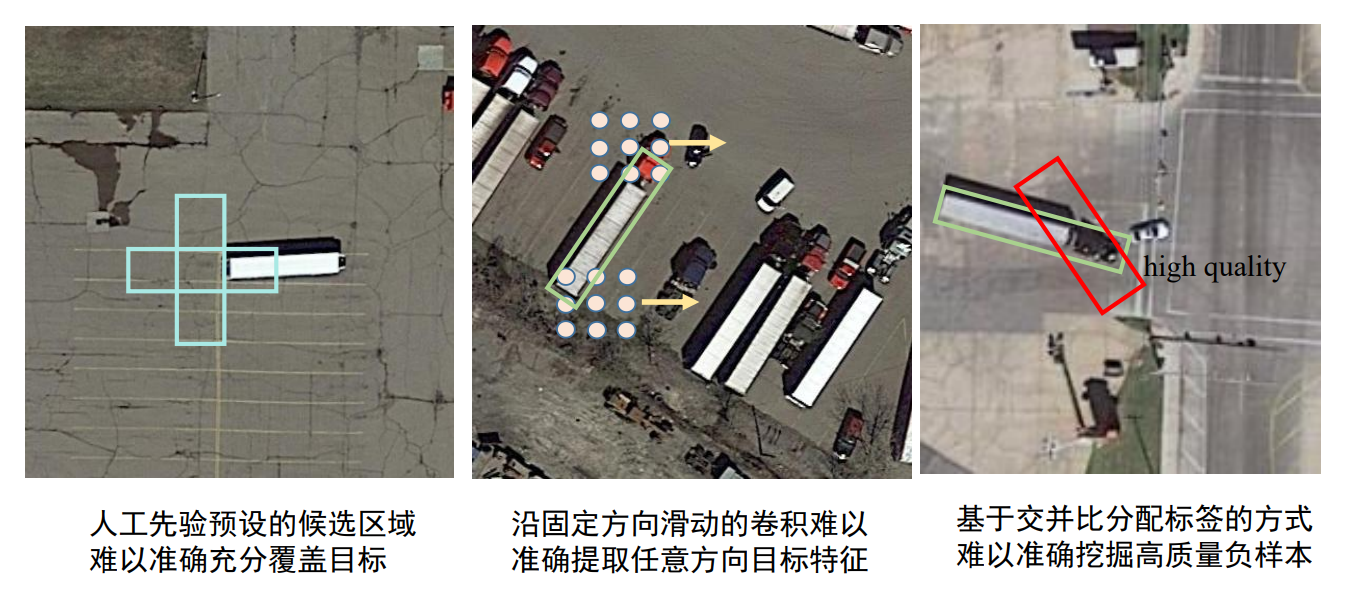 high quality
人工先验预设的候选区域
难以准确充分覆盖目标
沿固定方向滑动的卷积难以
准确提取任意方向目标特征
基于交并比分配标签的方式
难以准确挖掘高质量负样本